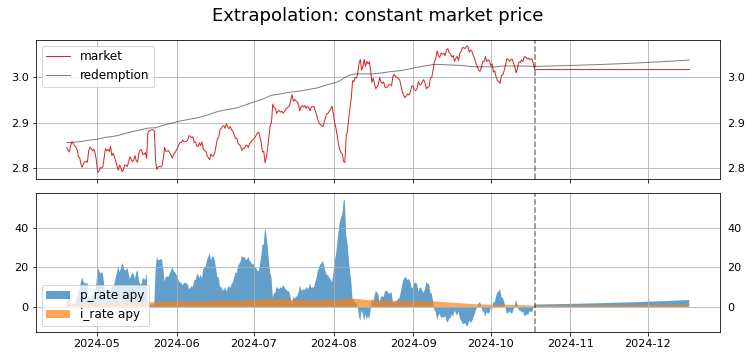 Extrapolation: constant market price
market
redemption
3.0
2.9
2.8
3.0
2.9
2.8
40
20
0
40
20
0
p_rate apy
i_rate apy
2024-05 2024-06 2024-07 2024-08 2024-09 2024-10 2024-11 2024-12